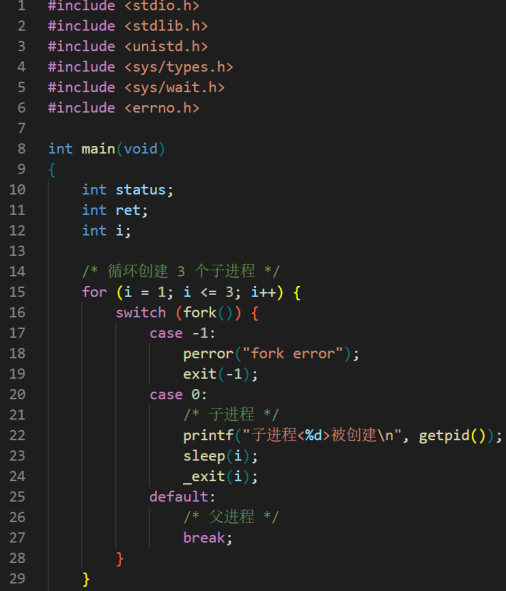 1 #include <stdio.h>
2 #include <stdlib.h>
3 #include <unistd.h>
4 #include <sys/types.h>
5 #include <sys/wait.h>
6 #include <errno.h>
7
8 int main(void)
9 {
10     int status;
11     int ret;
12     int i;
13
14     /* 循环创建 3 个子进程 */
15     for (i = 1; i <= 3; i++) {
16         switch (fork()) {
17             case -1:
18                 perror("fork error");
19                 exit(-1);
20             case 0:
21                 /* 子进程 */
22                 printf("子进程<%d>被创建\n", getpid());
23                 sleep(i);
24                 _exit(i);
25             default:
26                 /* 父进程 */
27                 break;
28         }
29     }